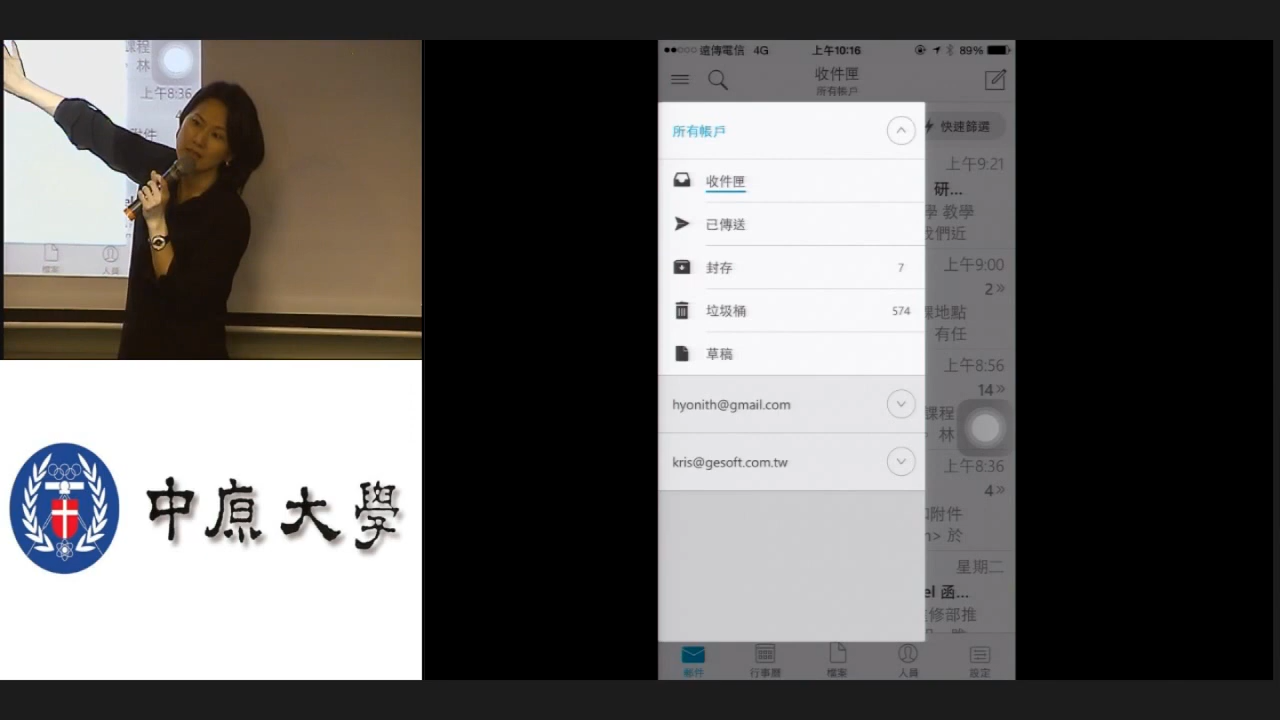 課程
林
上午8:36
4
附件
el
檔案
人員
中原大學
遠傳電信 4G
上午10:16
89%
收件匣
所有帳戶
所有帳戶
收件匣
已傳送
封存 7
垃圾桶 574
草稿
hyonith@gmail.com
kris@gesoft.com.tw
快速篩選
上午9:21
研...
學 教學
我們近
上午9:00
2»
課地點
有任
上午8:56
14»
課程
林
上午8:36
4»
附件
> 於
星期二
el 函...
修部推
郵件
行事曆
檔案
人員
設定